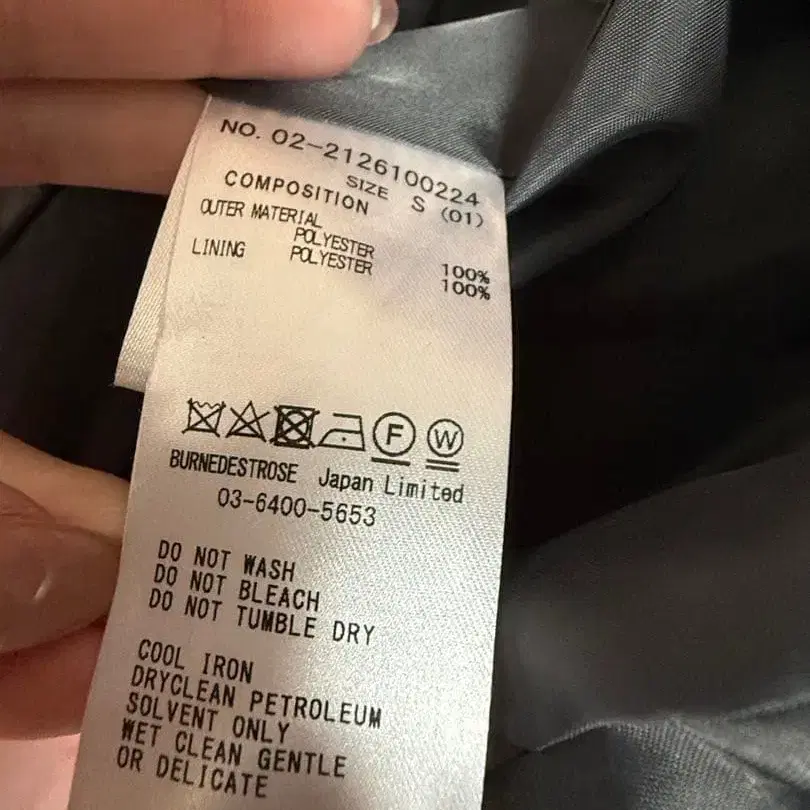 NO. 02-2126100224
SIZE S (01)
COMPOSITION
OUTER MATERIAL
POLYESTER 100%
LINING POLYESTER 100%
F W
BURNEDESTROSE Japan Limited
03-6400-5653
DO NOT WASH
DO NOT BLEACH
DO NOT TUMBLE DRY
COOL IRON
DRYCLEAN PETROLEUM
SOLVENT ONLY
WET CLEAN GENTLE
OR DELICATE